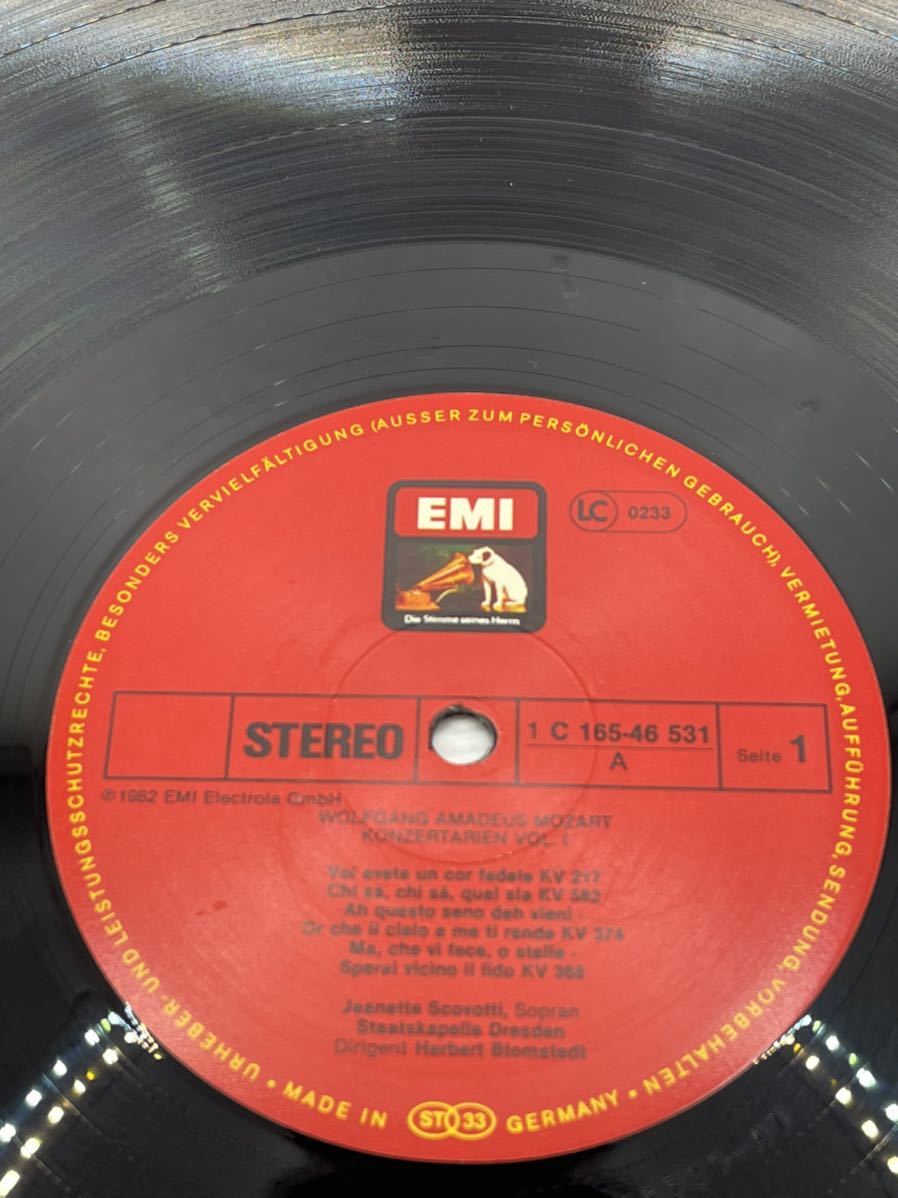 URHEBER- UND LEISTUNGSSCHUTZRECHTE, BESONDERS VERVIELFÄLTIGUNG (AUSSER ZUM PERSÖNLICHEN GEBRAUCH), VERMIETUNG, AUFFÜHRUNG, SENDUNG, VORBEHALTEN •
EMI
Die Stimme seines Herrn
LC 0233
STEREO
1 C 165-46 531
A
Seite 1
℗1982 EMI Electrola GmbH
WOLFGANG AMADEUS MOZART
KONZERTARIEN VOL. 1
Voi avete un cor fedele KV 217
Chi sà, chi sà, qual sia KV 582
Ah questo seno deh vieni -
Or che il cielo a me ti rende KV 374
Ma, che vi fece, o stelle -
Sperai vicino il lido KV 368
Jeanette Scovotti, Sopran
Staatskapelle Dresden
Dirigent Herbert Blomstedt
• MADE IN ST 33 GERMANY •